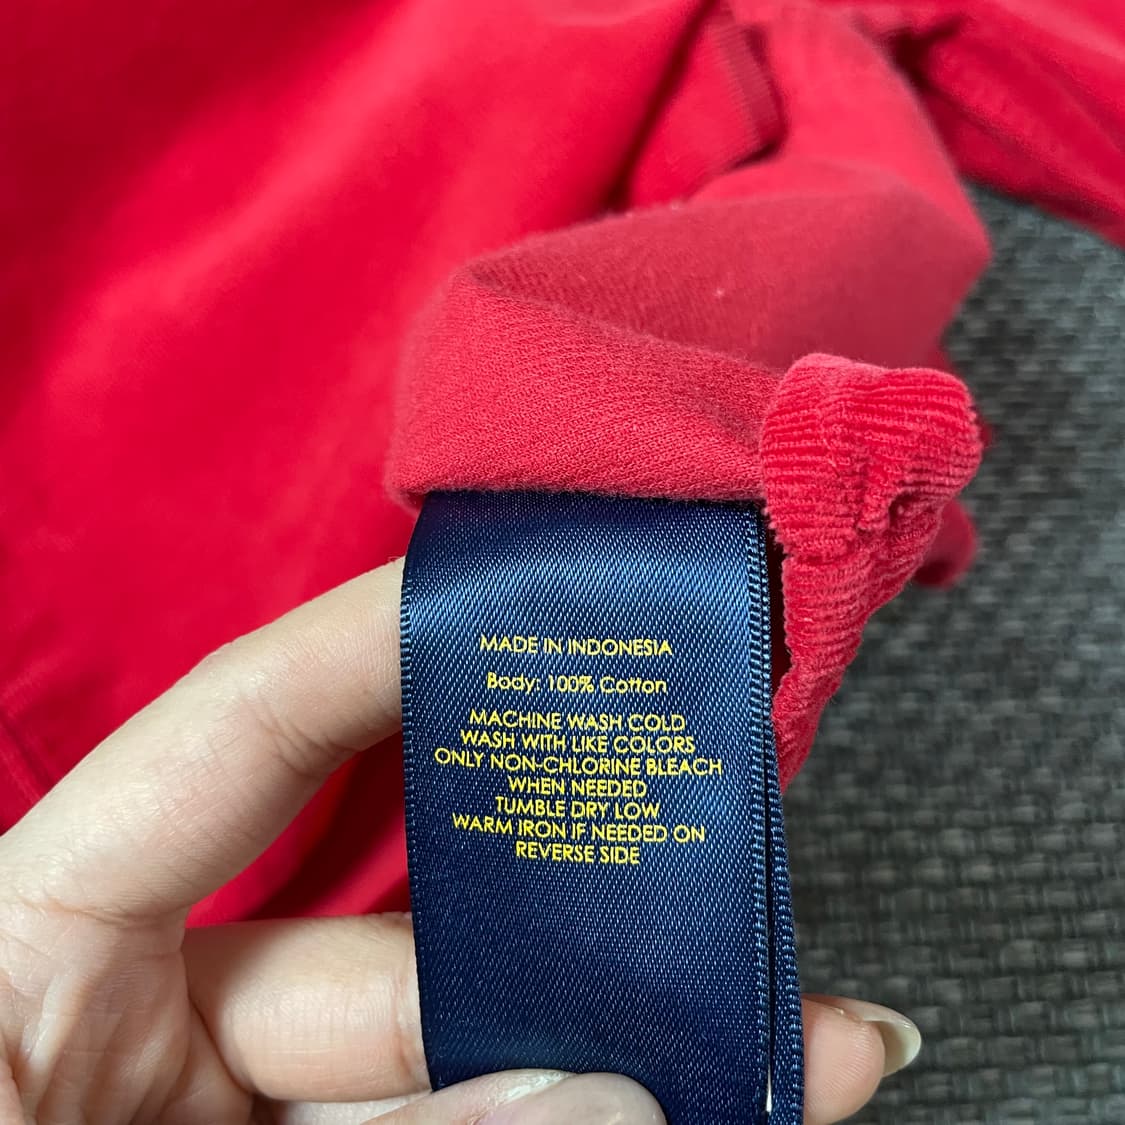 MADE IN INDONESIA
Body: 100% Cotton
MACHINE WASH COLD
WASH WITH LIKE COLORS
ONLY NON-CHLORINE BLEACH
WHEN NEEDED
TUMBLE DRY LOW
WARM IRON IF NEEDED ON
REVERSE SIDE